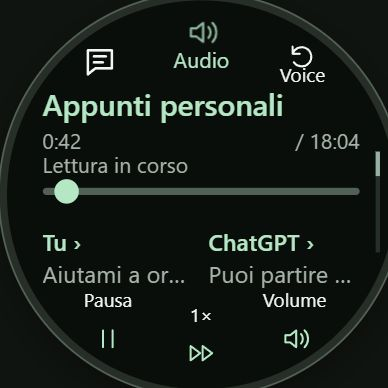 Audio
Voice
Appunti personali
0:42 / 18:04
Lettura in corso
Tu › ChatGPT ›
Aiutami a or... Puoi partire ...
Pausa Volume
1×